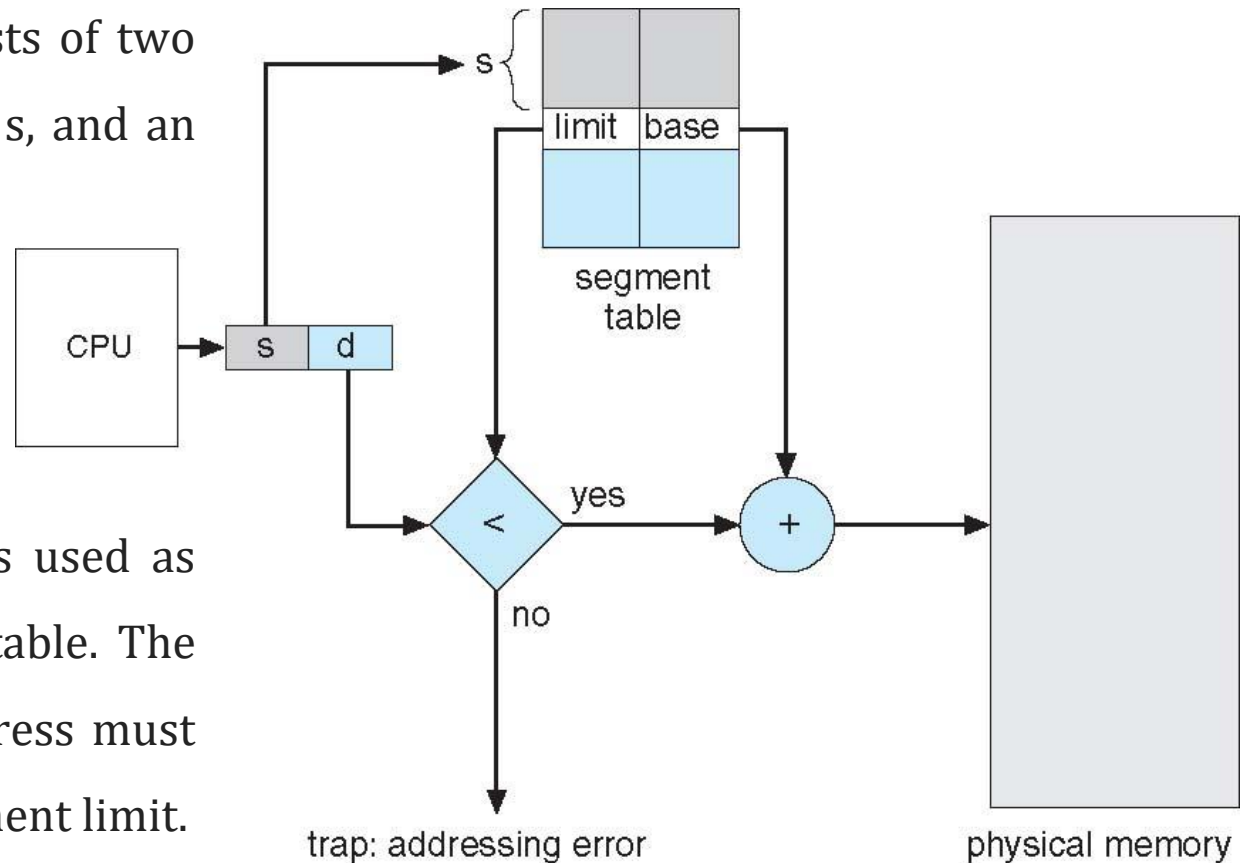 sts of two
s, and an
s used as
table. The
ress must
nent limit.
s
limit base
segment
table
CPU
s d
<
yes
+
no
trap: addressing error
physical memory